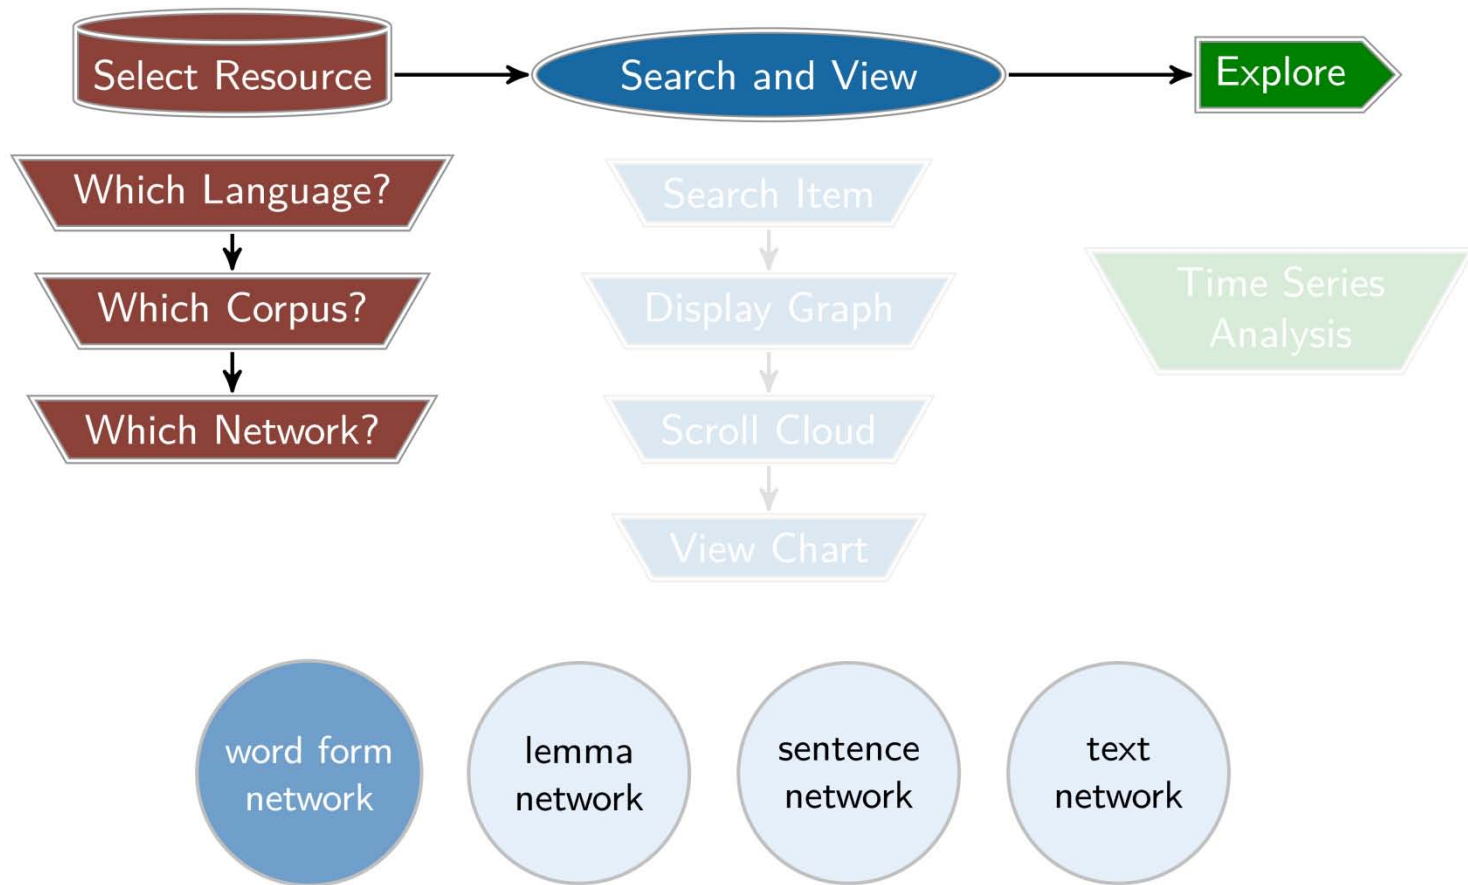 Select Resource
Search and View
Explore
Which Language?
Which Corpus?
Which Network?
Search Item
Display Graph
Scroll Cloud
View Chart
Time Series
Analysis
word form
network
lemma
network
sentence
network
text
network